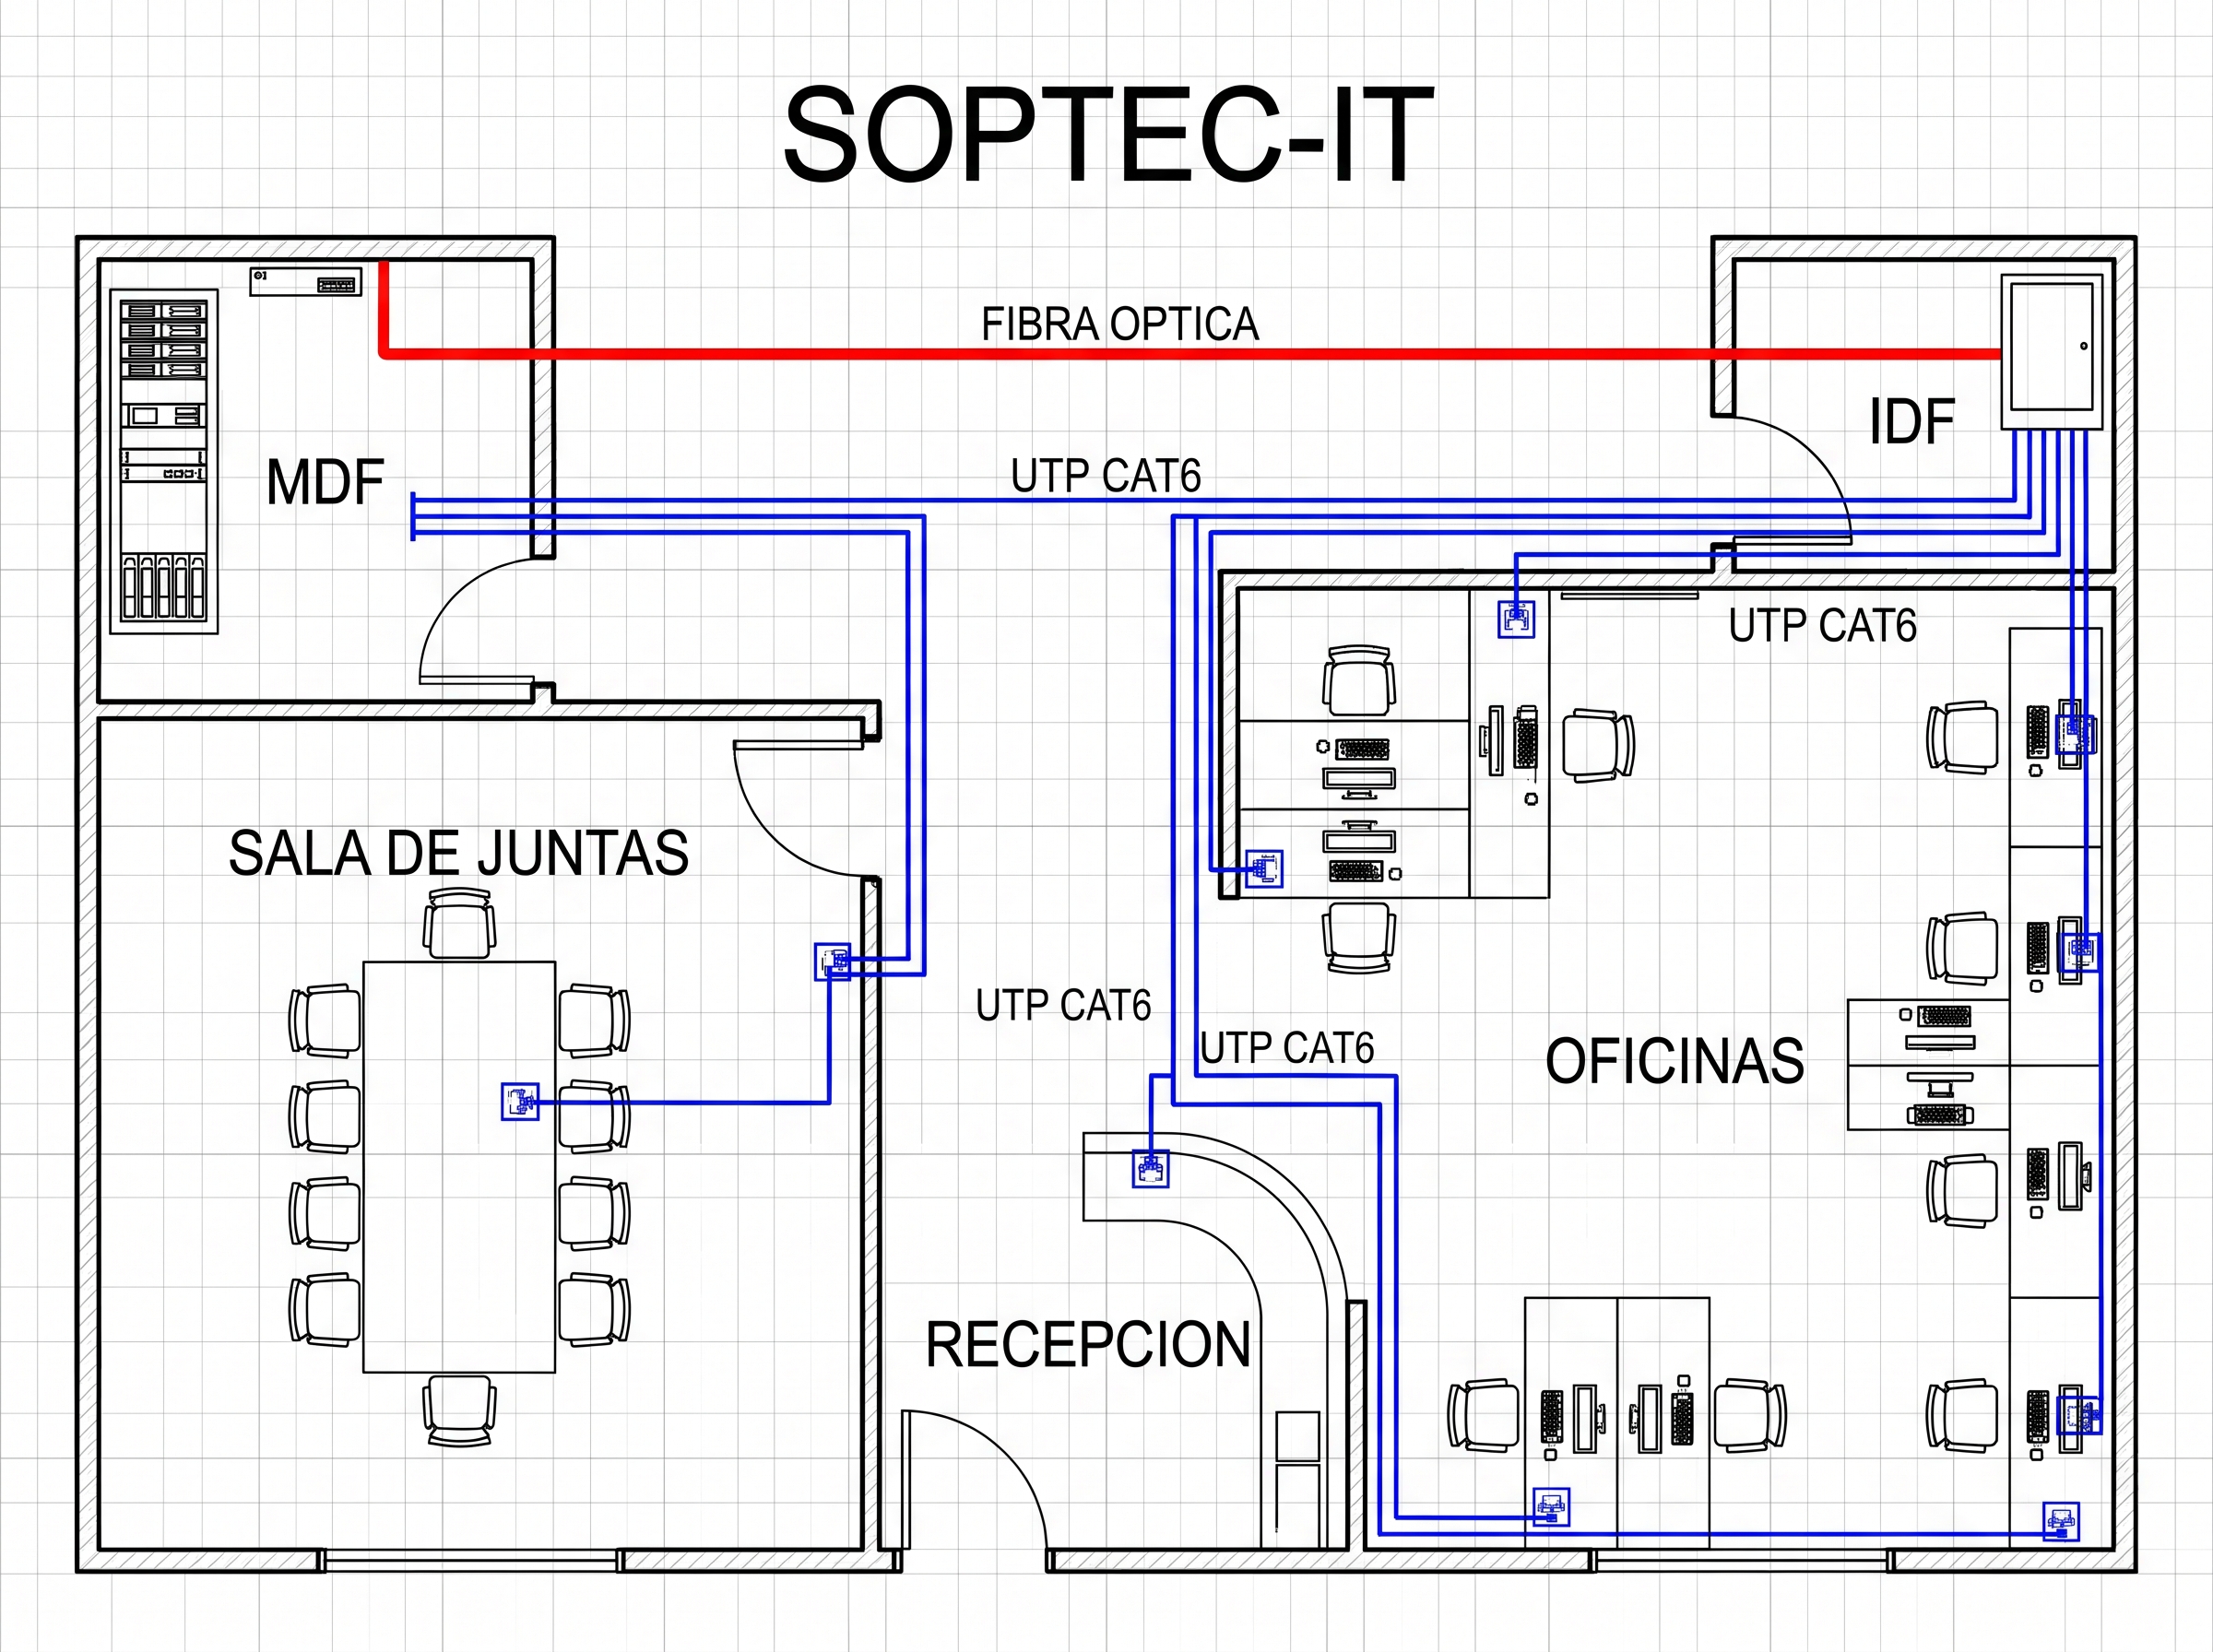 SOPTEC-IT
FIBRA OPTICA
IDF
MDF
UTP CAT6
UTP CAT6
SALA DE JUNTAS
UTP CAT6
UTP CAT6
OFICINAS
RECEPCION